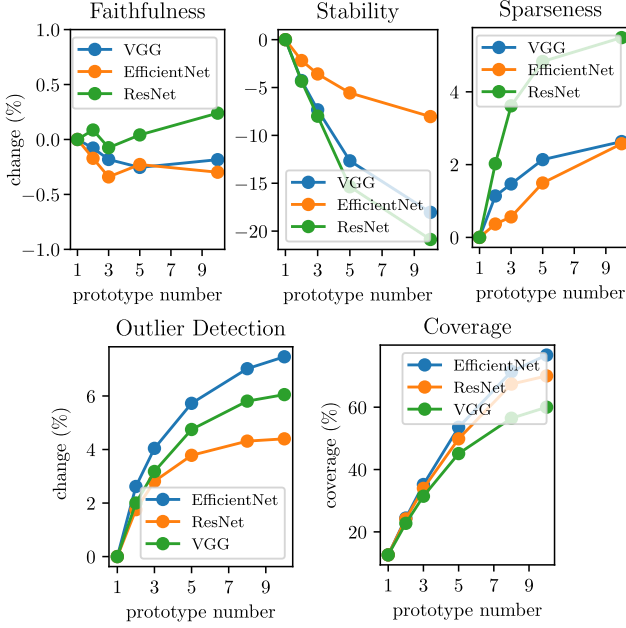 Faithfulness
Stability
Sparseness
1.0
0.5
0.0
−0.5
−1.0
change (%)
VGG
EfficientNet
ResNet
1 3 5 7 9
prototype number
0
−5
−10
−15
−20
VGG
EfficientNet
ResNet
1 3 5 7 9
prototype number
4
2
0
VGG
EfficientNet
ResNet
1 3 5 7 9
prototype number
Outlier Detection
Coverage
6
4
2
0
change (%)
EfficientNet
ResNet
VGG
1 3 5 7 9
prototype number
60
40
20
coverage (%)
EfficientNet
ResNet
VGG
1 3 5 7 9
prototype number